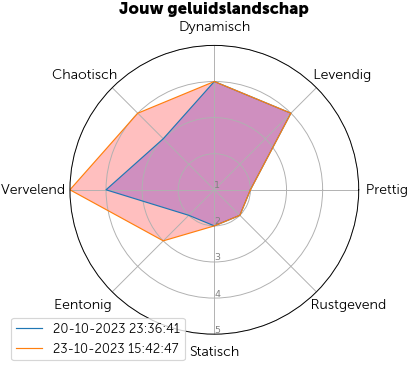 Jouw geluidslandschap
Dynamisch
Chaotisch
Levendig
Vervelend
1
Prettig
2
3
4
Eentonig
Rustgevend
5
Statisch
20-10-2023 23:36:41
23-10-2023 15:42:47